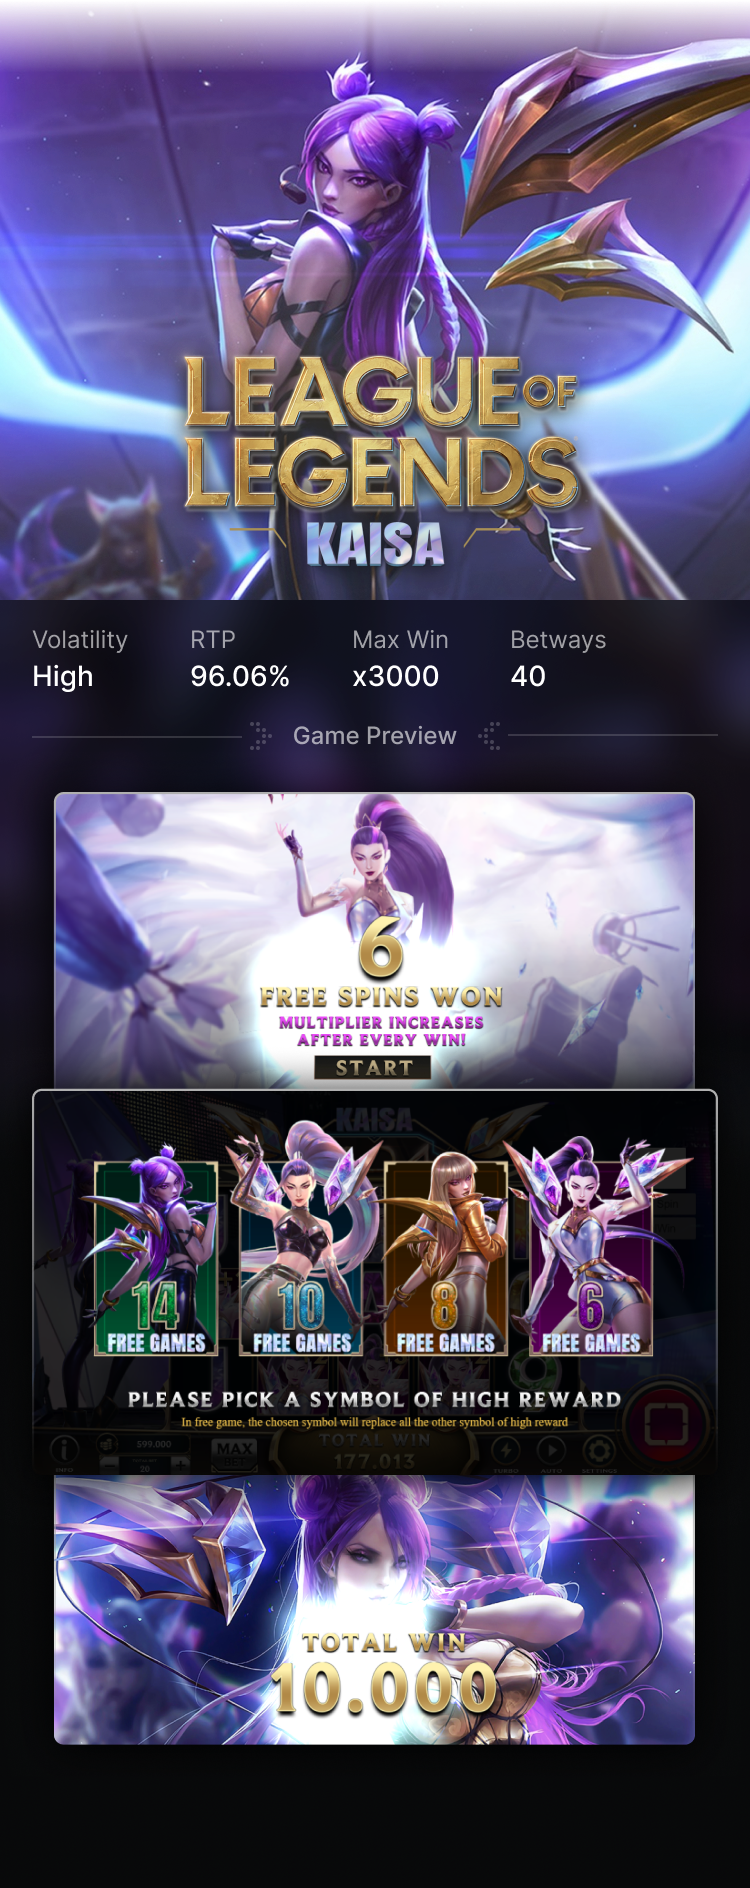 LEAGUE OF
LEGENDS
KAISA
Volatility RTP Max Win Betways
High 96.06% x3000 40
Game Preview
6
FREE SPINS WON
MULTIPLIER INCREASES
AFTER EVERY WIN!
START
KAISA
14 10 8 6
FREE GAMES FREE GAMES FREE GAMES FREE GAMES
PLEASE PICK A SYMBOL OF HIGH REWARD
In free game, the chosen symbol will replace all the other symbol of high reward
599.000
MAX
TOTAL WIN
177.013
20
INFO
TURBO AUTO SETTINGS
TOTAL WIN
10.000